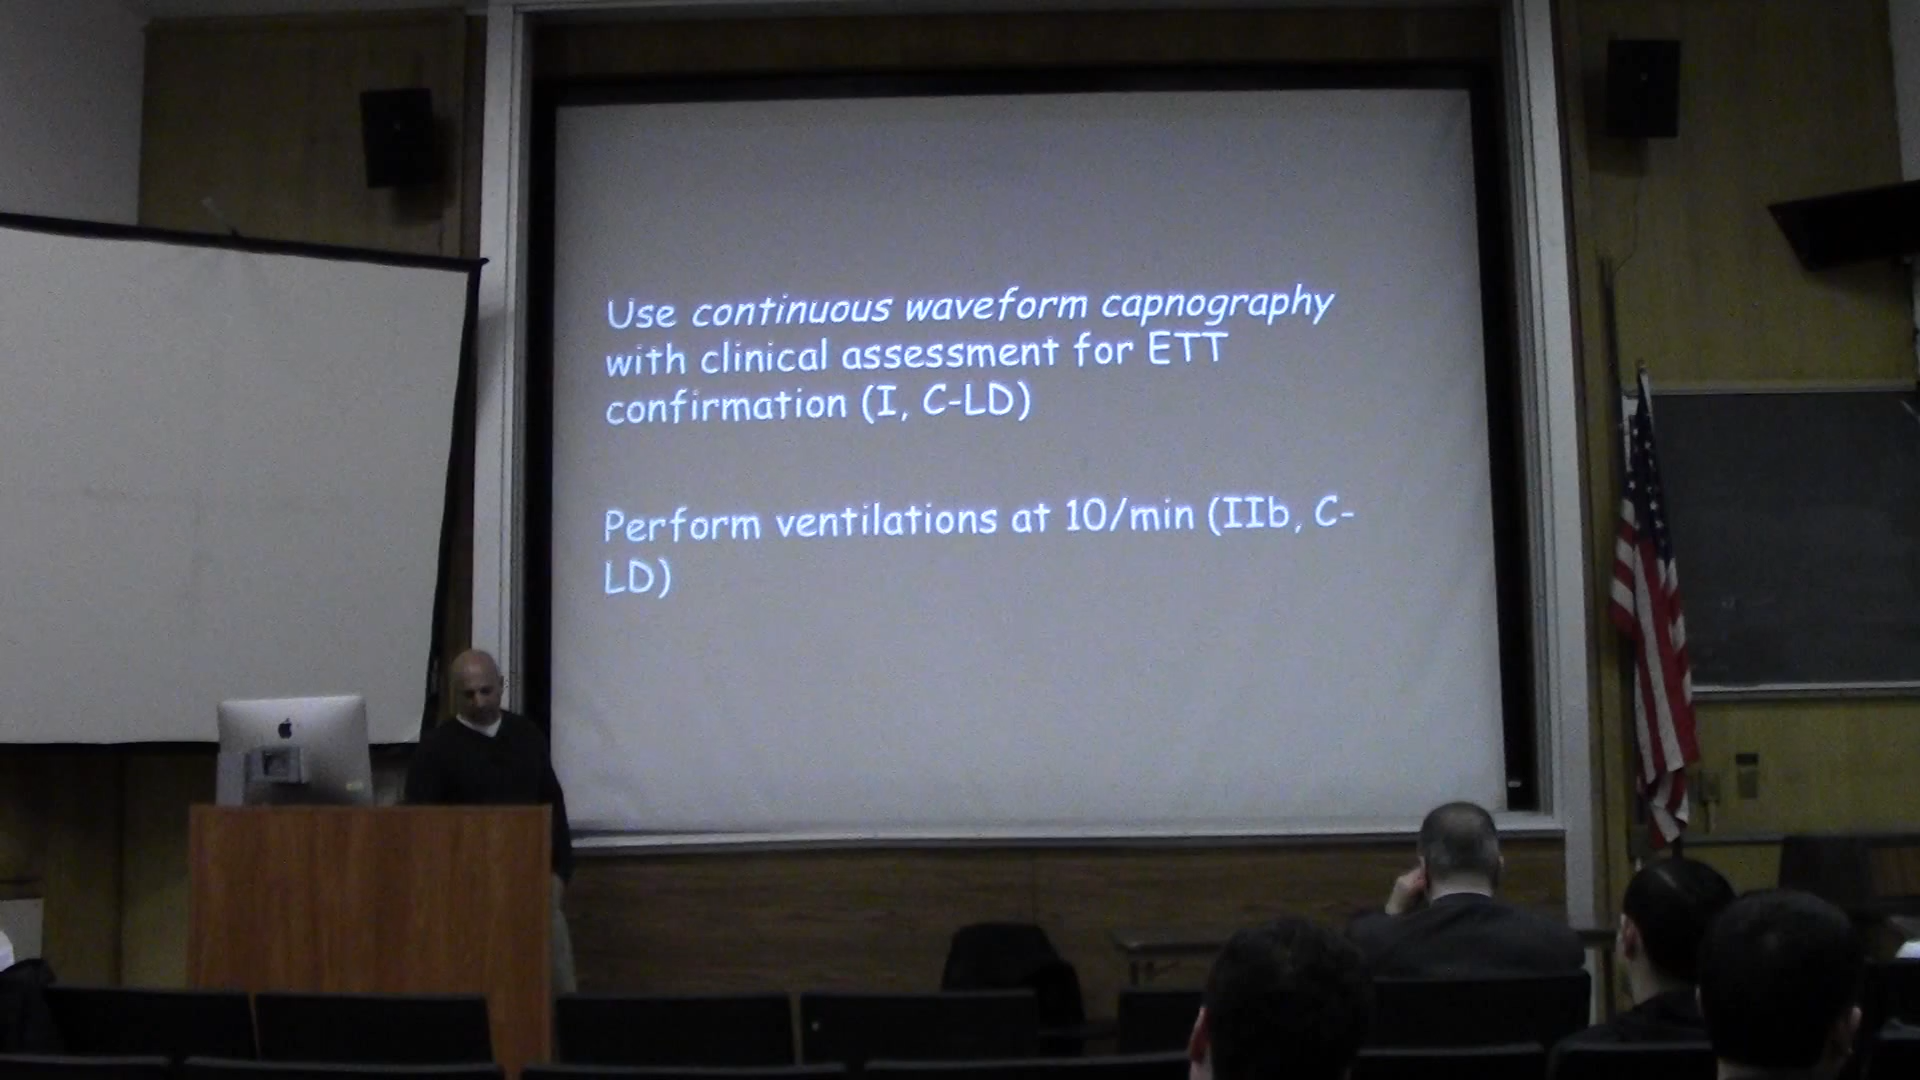 Use continuous waveform capnography
with clinical assessment for ETT
confirmation (I, C-LD)
Perform ventilations at 10/min (IIb, C-
LD)